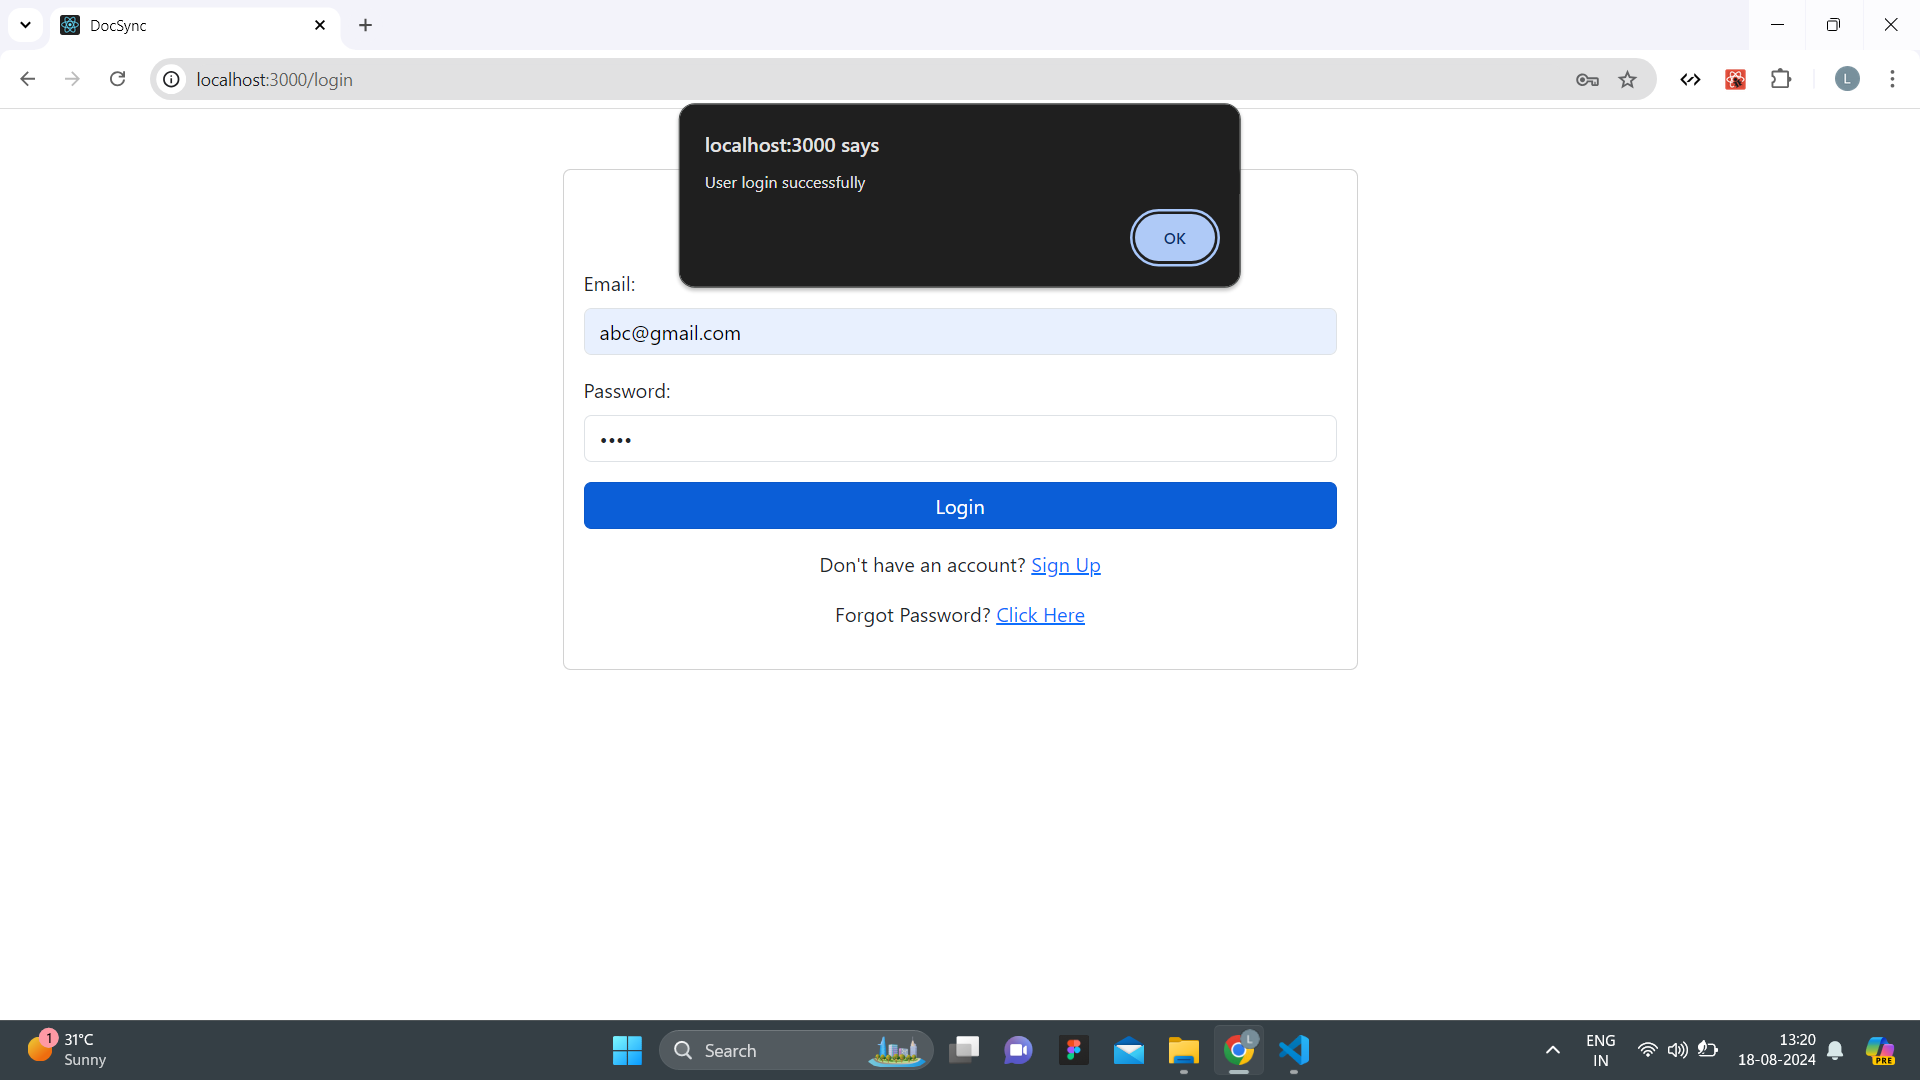 DocSync
localhost:3000/login
L
localhost:3000 says
User login successfully
OK
Email:
abc@gmail.com
Password:
••••
Login
Don't have an account? Sign Up
Forgot Password? Click Here
1
31°C
Sunny
Search
L
ENG
IN
13:20
18-08-2024
PRE